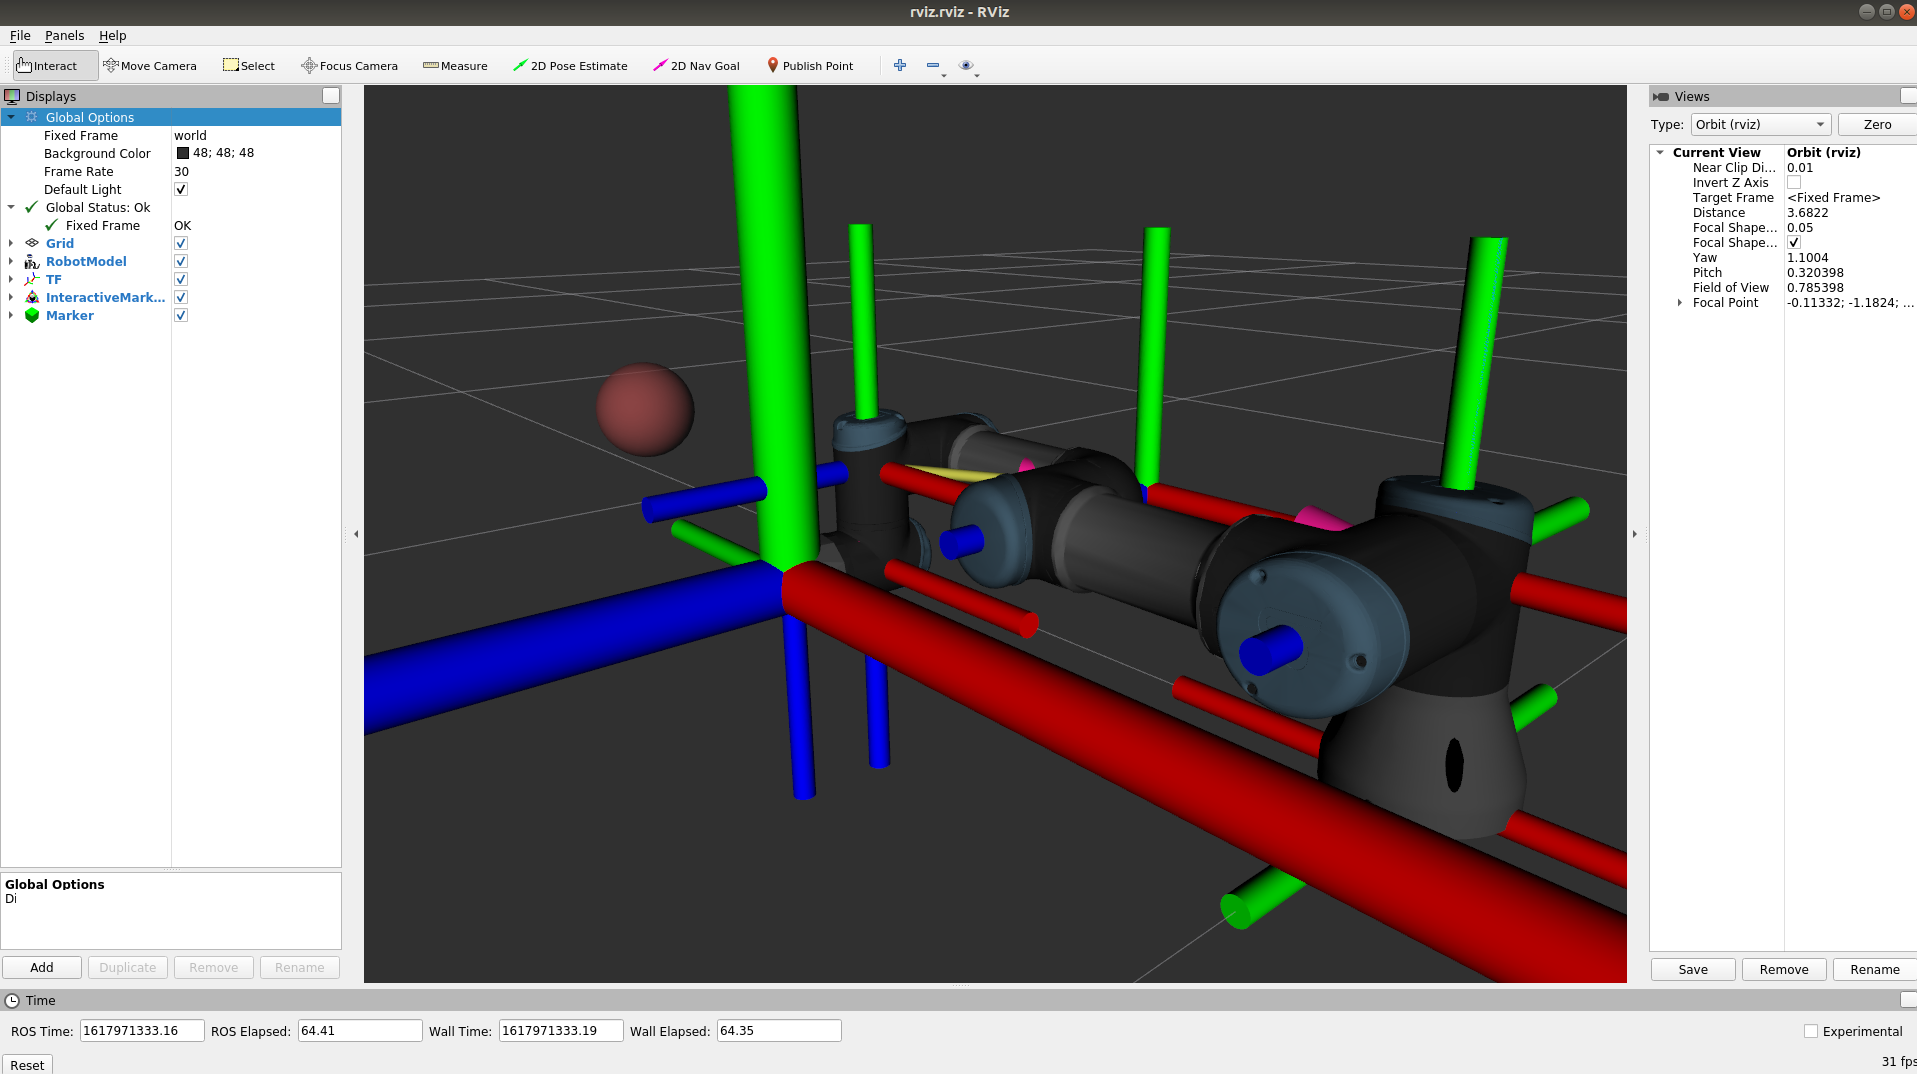 rviz.rviz - RViz
File Panels Help
Interact Move Camera Select Focus Camera Measure 2D Pose Estimate 2D Nav Goal Publish Point
Displays
Global Options
Fixed Frame world
Background Color 48; 48; 48
Frame Rate 30
Default Light
Global Status: Ok
Fixed Frame OK
Grid
RobotModel
TF
InteractiveMark...
Marker
Global Options
Di
Add Duplicate Remove Rename
Views
Type: Orbit (rviz) Zero
Current View Orbit (rviz)
Near Clip Di... 0.01
Invert Z Axis
Target Frame <Fixed Frame>
Distance 3.6822
Focal Shape... 0.05
Focal Shape...
Yaw 1.1004
Pitch 0.320398
Field of View 0.785398
Focal Point -0.11332; -1.1824; ...
Save Remove Rename
Time
ROS Time: 1617971333.16 ROS Elapsed: 64.41 Wall Time: 1617971333.19 Wall Elapsed: 64.35 Experimental
Reset 31 fps